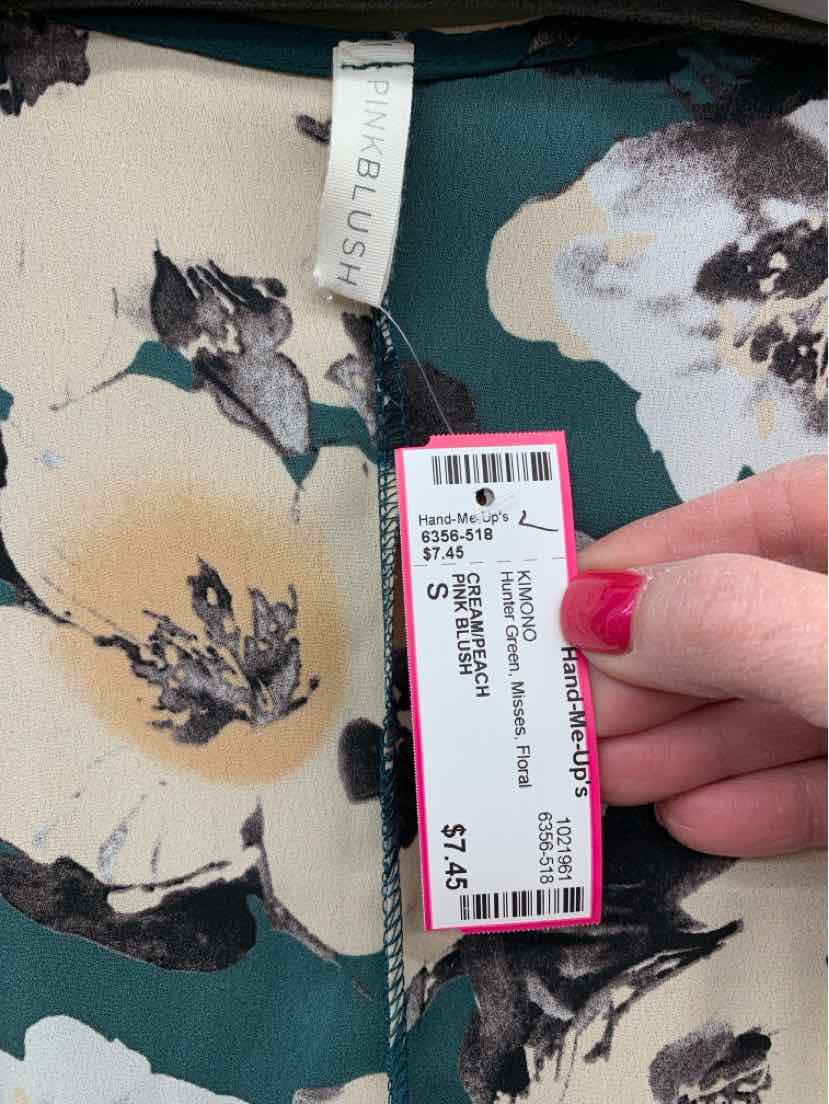 PINKBLUSH
Hand-Me-Up's
6356-518
$7.45
Hand-Me-Up's
1021961
6356-518
KIMONO
Hunter Green, Misses, Floral
CREAM/PEACH
PINK BLUSH
S
$7.45